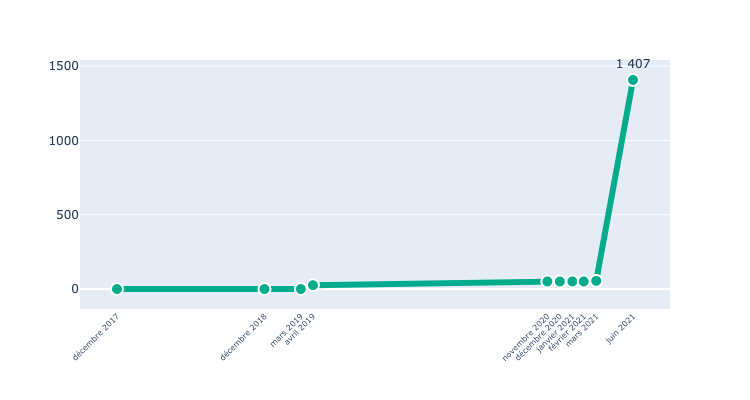 1 407
1500
1000
500
0
décembre 2017
décembre 2018
mars 2019
avril 2019
novembre 2020
décembre 2020
janvier 2021
février 2021
mars 2021
juin 2021